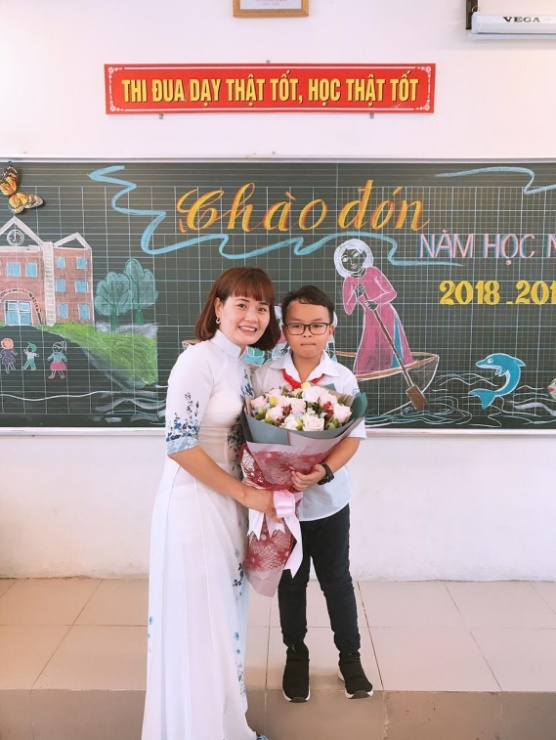 VEGA
THI ĐUA DẠY THẬT TỐT, HỌC THẬT TỐT
Chào đón
NĂM HỌC
2018-201